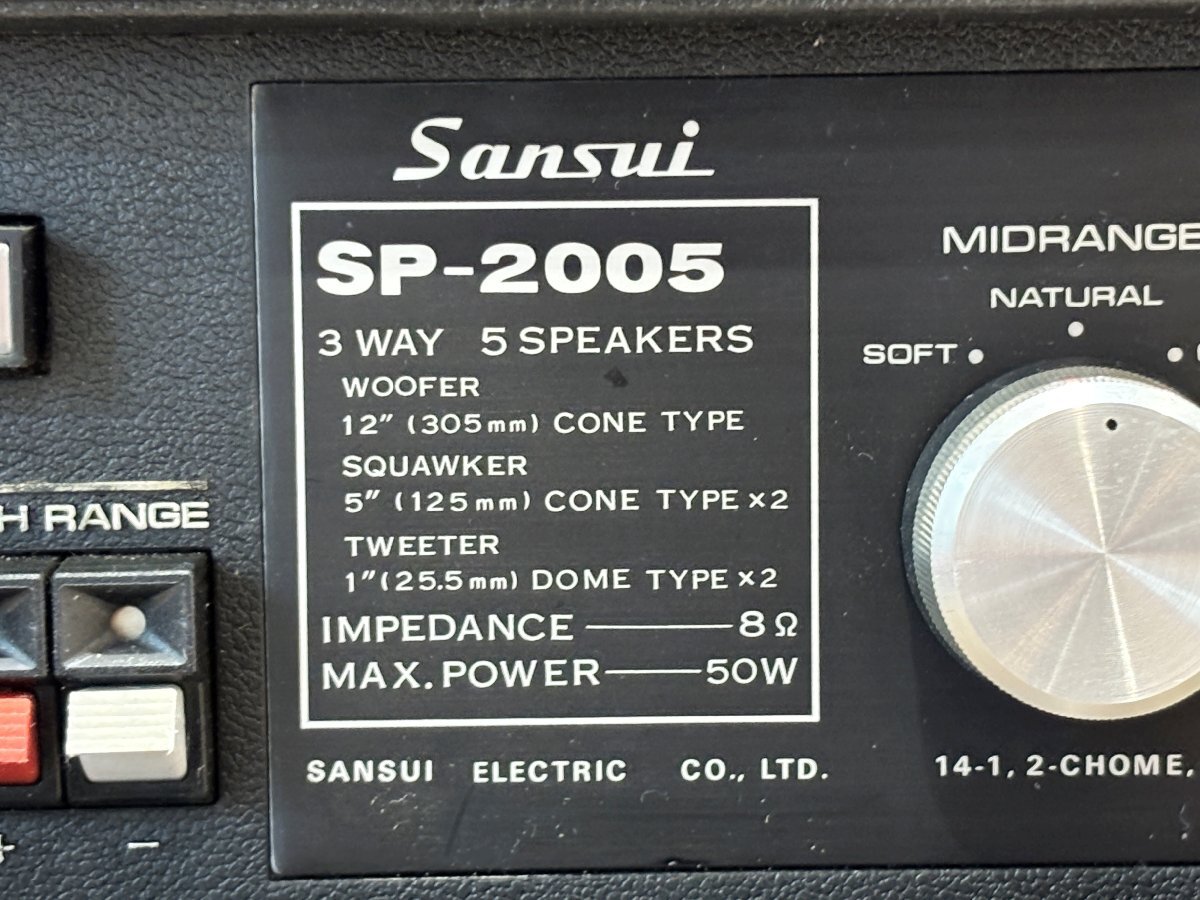 Sansui
SP-2005
3 WAY 5 SPEAKERS
WOOFER
12" (305mm) CONE TYPE
SQUAWKER
5" (125mm) CONE TYPE ×2
TWEETER
1" (25.5mm) DOME TYPE ×2
IMPEDANCE — 8Ω
MAX. POWER — 50W
SANSUI ELECTRIC CO., LTD.
MIDRANGE
NATURAL
SOFT
14-1, 2-CHOME,
RANGE
+ −